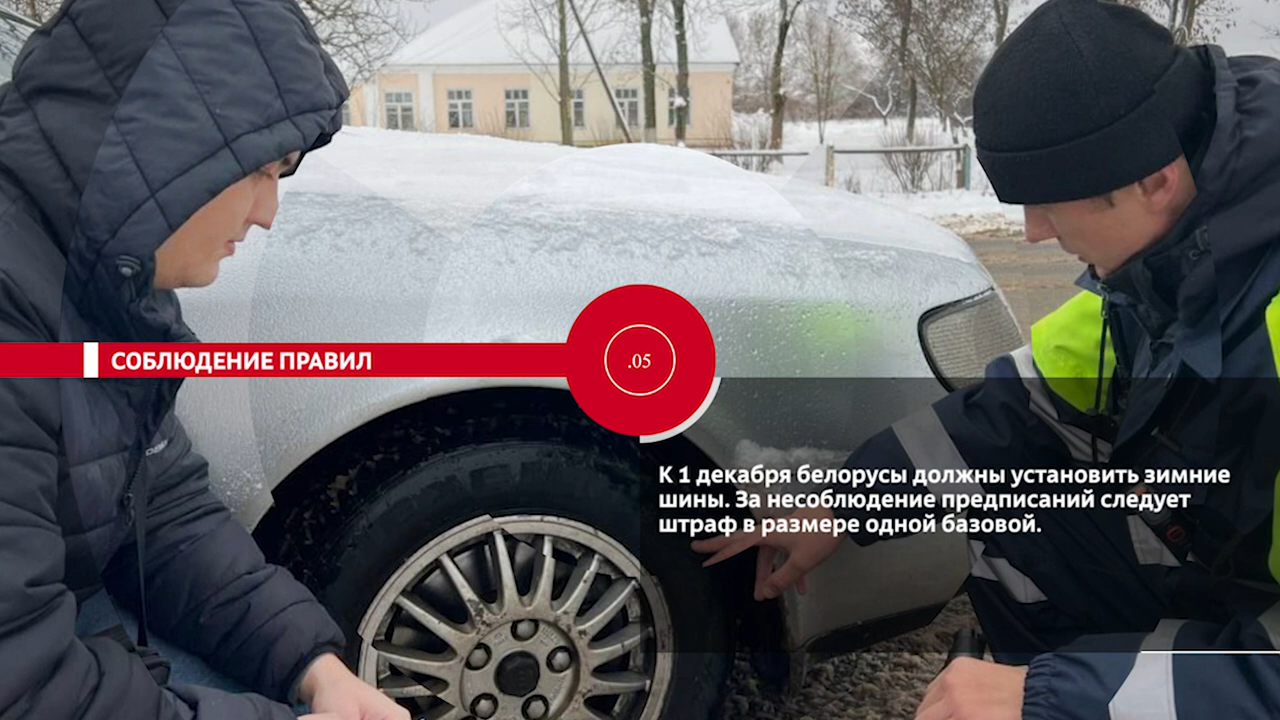 СОБЛЮДЕНИЕ ПРАВИЛ
.05
К 1 декабря белорусы должны установить зимние
шины. За несоблюдение предписаний следует
штраф в размере одной базовой.